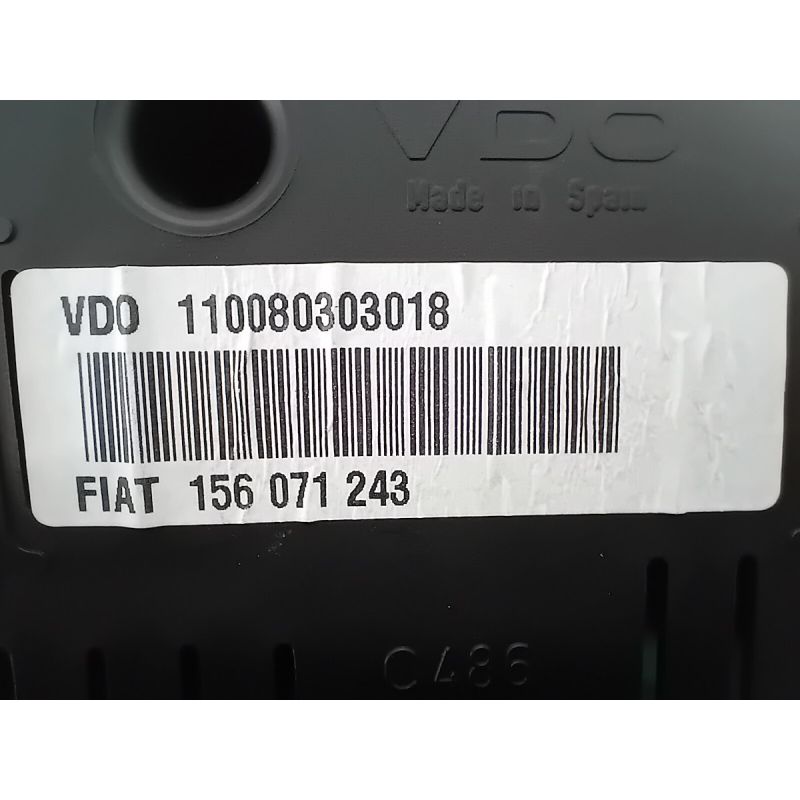 VDO
Made in Spain
VDO 110080303018
FIAT 156 071 243
C486